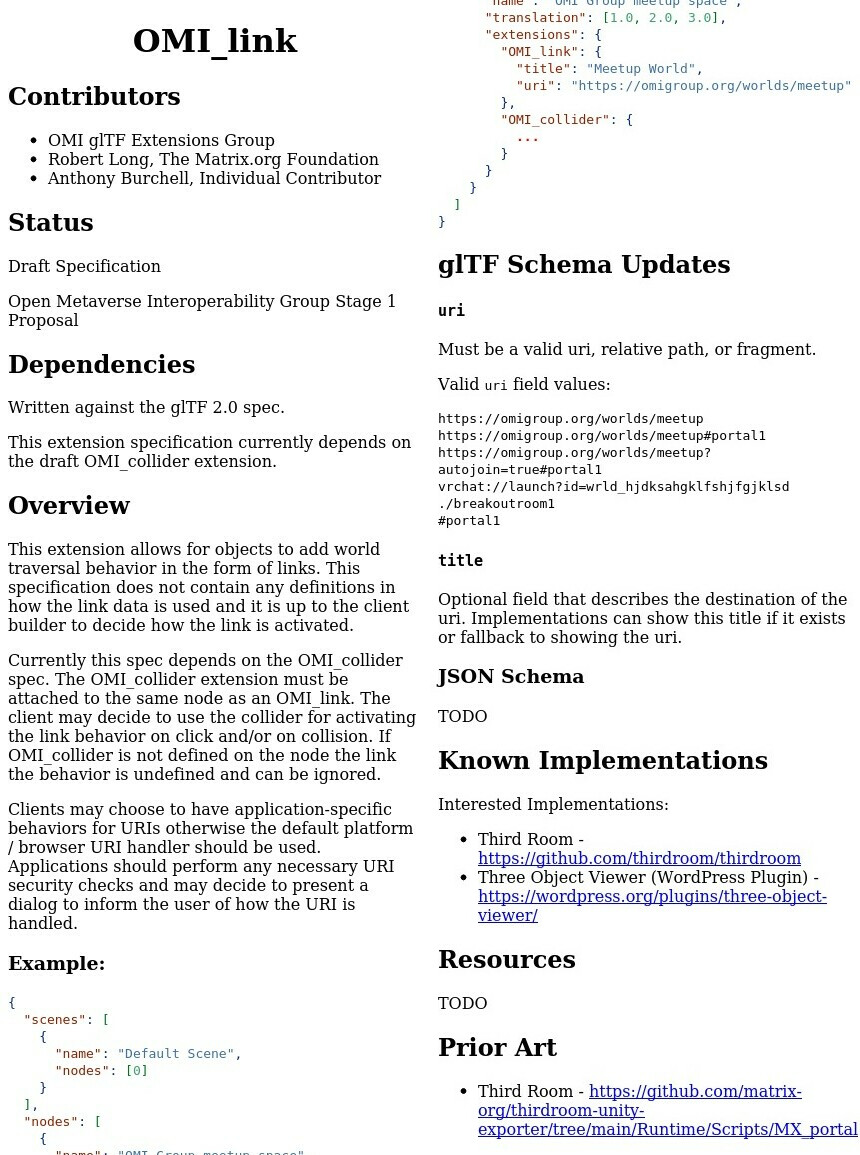 OMI_link
Contributors
• OMI glTF Extensions Group
• Robert Long, The Matrix.org Foundation
• Anthony Burchell, Individual Contributor
Status
Draft Specification
Open Metaverse Interoperability Group Stage 1
Proposal
Dependencies
Written against the glTF 2.0 spec.
This extension specification currently depends on
the draft OMI_collider extension.
Overview
This extension allows for objects to add world
traversal behavior in the form of links. This
specification does not contain any definitions in
how the link data is used and it is up to the client
builder to decide how the link is activated.
Currently this spec depends on the OMI_collider
spec. The OMI_collider extension must be
attached to the same node as an OMI_link. The
client may decide to use the collider for activating
the link behavior on click and/or on collision. If
OMI_collider is not defined on the node the link
the behavior is undefined and can be ignored.
Clients may choose to have application-specific
behaviors for URIs otherwise the default platform
/ browser URI handler should be used.
Applications should perform any necessary URI
security checks and may decide to present a
dialog to inform the user of how the URI is
handled.
Example:
{
  "scenes": [
    {
      "name": "Default Scene",
      "nodes": [0]
    }
  ],
  "nodes": [
    {
      "name": "OMI Group meetup space",
      "name": "OMI Group meetup space",
      "translation": [1.0, 2.0, 3.0],
      "extensions": {
        "OMI_link": {
          "title": "Meetup World",
          "uri": "https://omigroup.org/worlds/meetup"
        },
        "OMI_collider": {
          ...
        }
      }
    }
  ]
}
glTF Schema Updates
uri
Must be a valid uri, relative path, or fragment.
Valid uri field values:
https://omigroup.org/worlds/meetup
https://omigroup.org/worlds/meetup#portal1
https://omigroup.org/worlds/meetup?
autojoin=true#portal1
vrchat://launch?id=wrld_hjdksahgklfshjfgjklsd
./breakoutroom1
#portal1
title
Optional field that describes the destination of the
uri. Implementations can show this title if it exists
or fallback to showing the uri.
JSON Schema
TODO
Known Implementations
Interested Implementations:
• Third Room -
https://github.com/thirdroom/thirdroom
• Three Object Viewer (WordPress Plugin) -
https://wordpress.org/plugins/three-object-
viewer/
Resources
TODO
Prior Art
• Third Room - https://github.com/matrix-
org/thirdroom-unity-
exporter/tree/main/Runtime/Scripts/MX_portal